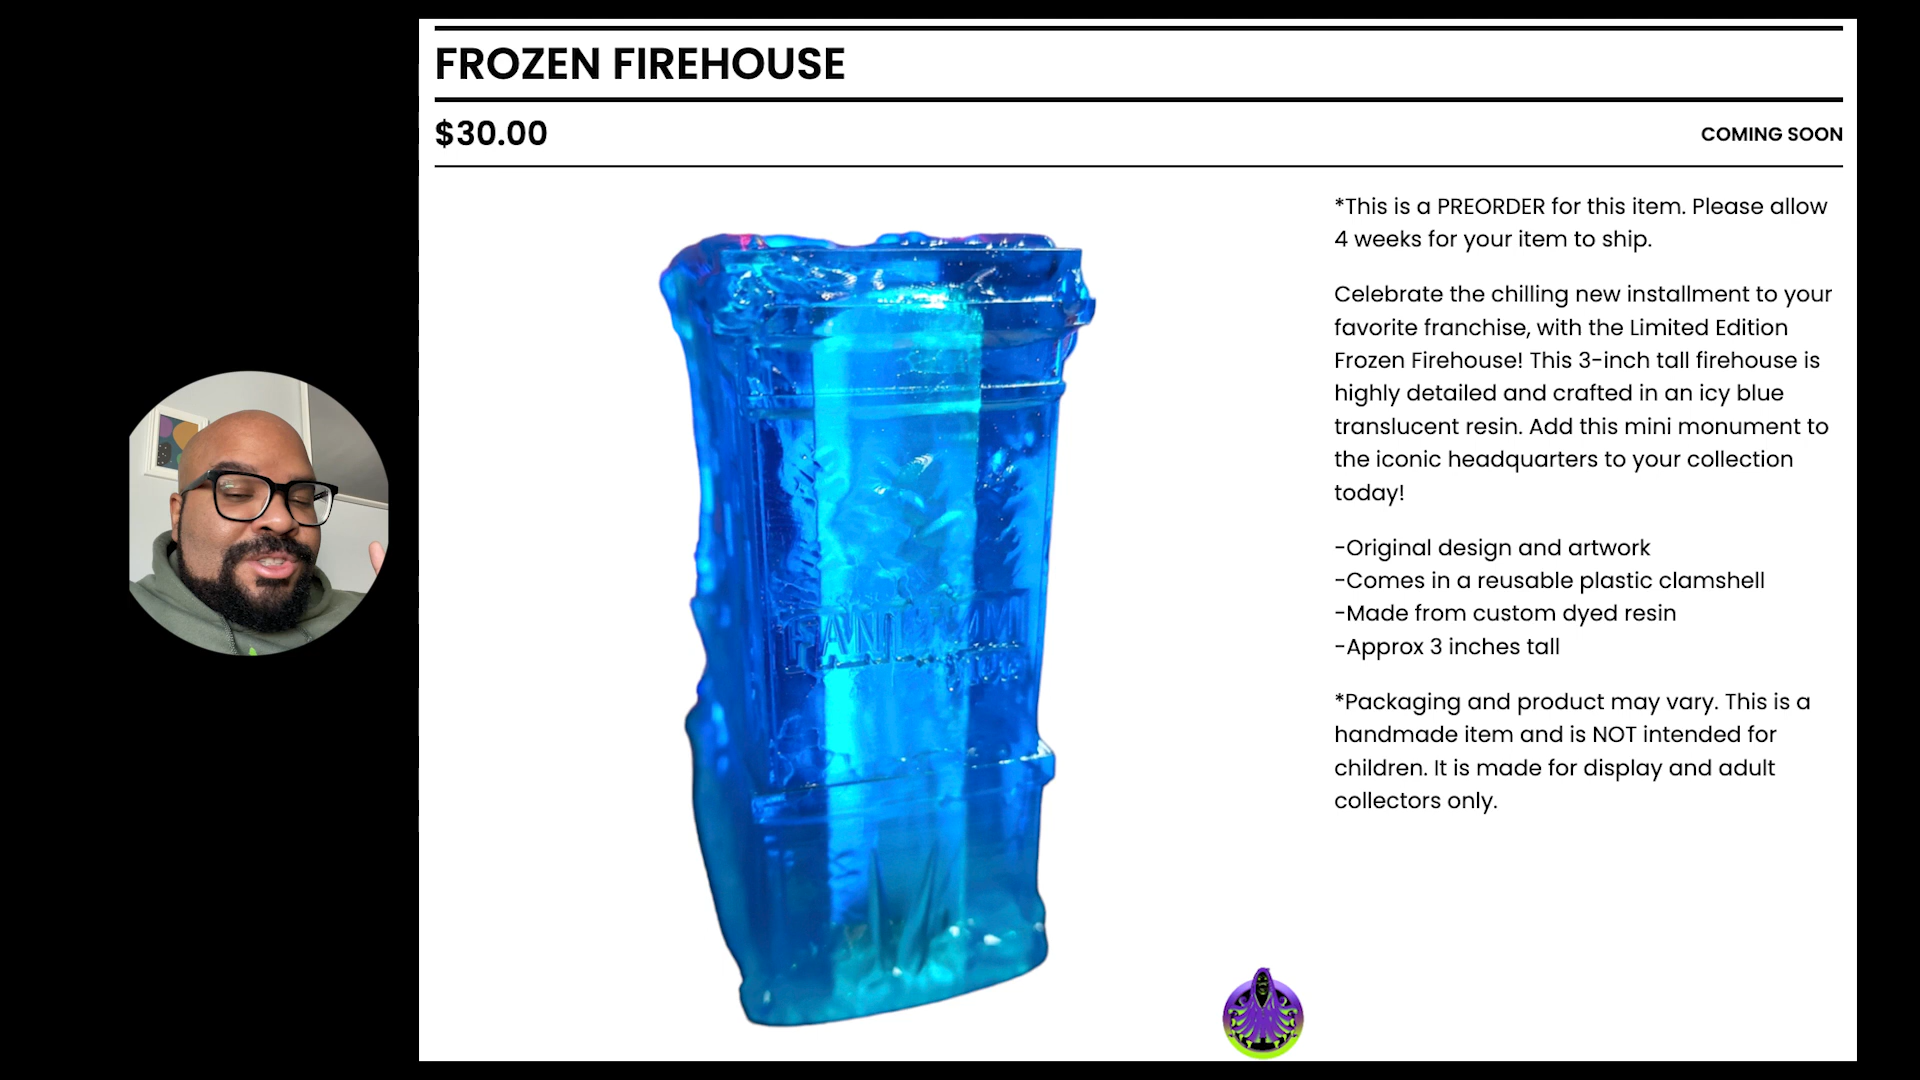 FROZEN FIREHOUSE
$30.00
COMING SOON
*This is a PREORDER for this item. Please allow
4 weeks for your item to ship.
Celebrate the chilling new installment to your
favorite franchise, with the Limited Edition
Frozen Firehouse! This 3-inch tall firehouse is
highly detailed and crafted in an icy blue
translucent resin. Add this mini monument to
the iconic headquarters to your collection
today!
-Original design and artwork
-Comes in a reusable plastic clamshell
-Made from custom dyed resin
-Approx 3 inches tall
*Packaging and product may vary. This is a
handmade item and is NOT intended for
children. It is made for display and adult
collectors only.